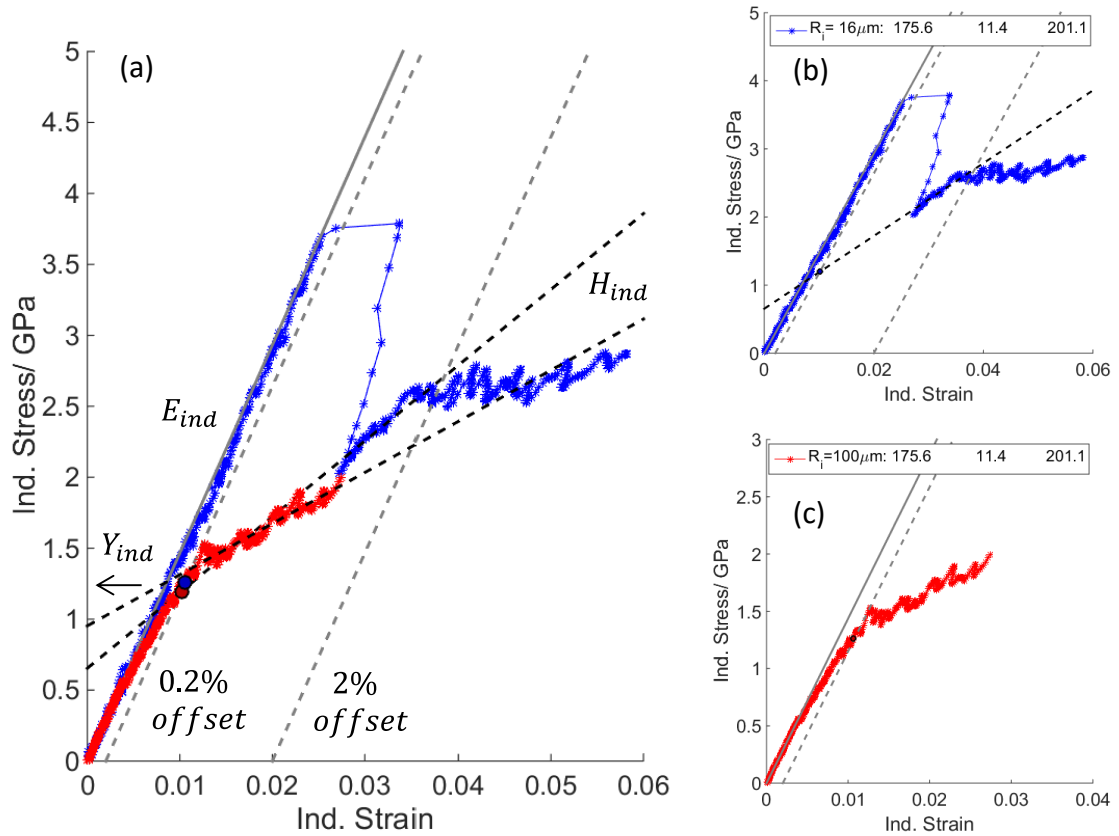 (a)
5
4.5
4
3.5
3
2.5
2
1.5
1
0.5
0
Ind. Stress/ GPa
E_ind
H_ind
Y_ind
0.2%
offset
2%
offset
0 0.01 0.02 0.03 0.04 0.05 0.06
Ind. Strain
R_i= 16μm: 175.6 11.4 201.1
(b)
5
4
3
2
1
0
Ind. Stress/ GPa
0 0.02 0.04 0.06
Ind. Strain
R_i=100μm: 175.6 11.4 201.1
(c)
3
2.5
2
1.5
1
0.5
0
Ind. Stress/ GPa
0 0.01 0.02 0.03 0.04
Ind. Strain